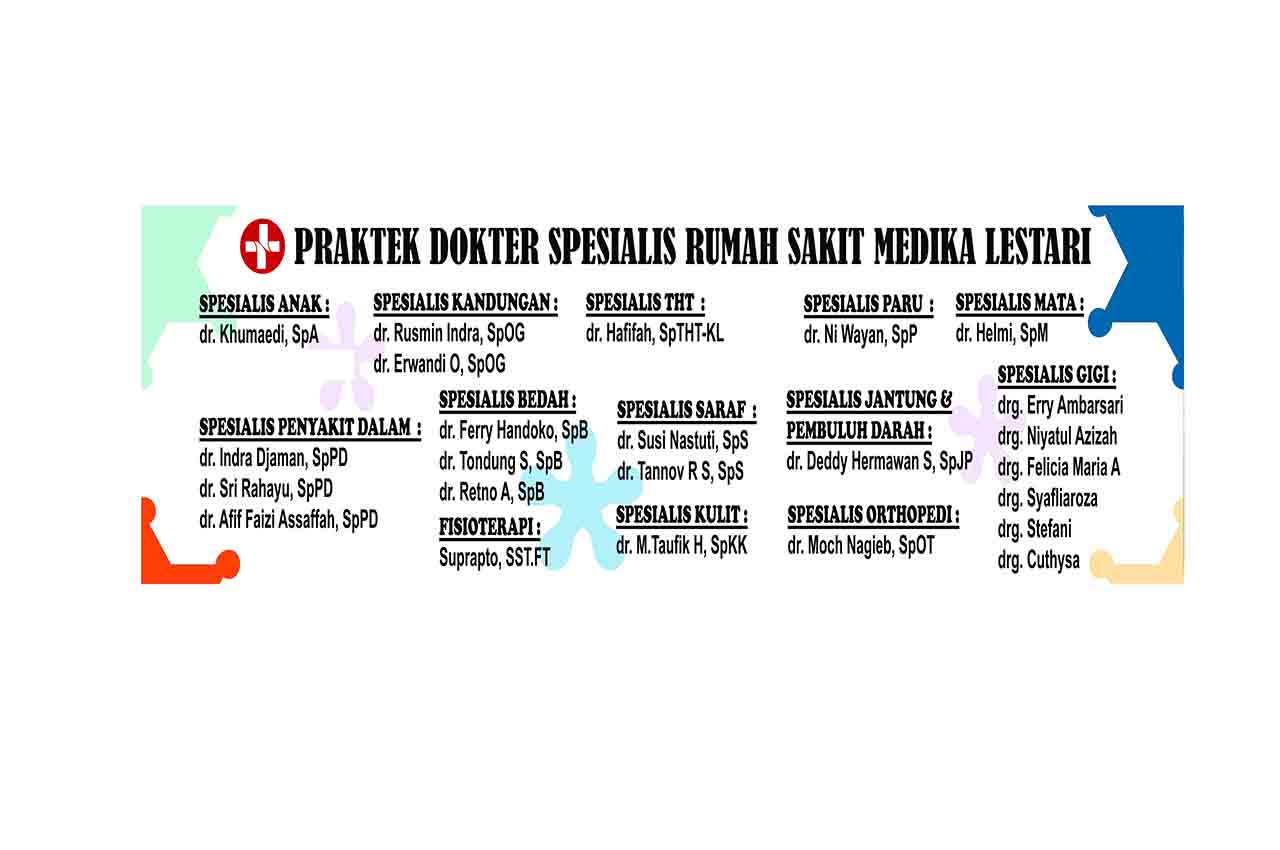 PRAKTEK DOKTER SPESIALIS RUMAH SAKIT MEDIKA LESTARI
SPESIALIS ANAK :
dr. Khumaedi, SpA
SPESIALIS KANDUNGAN :
dr. Rusmin Indra, SpOG
dr. Erwandi O, SpOG
SPESIALIS THT :
dr. Hafifah, SpTHT-KL
SPESIALIS PARU :
dr. Ni Wayan, SpP
SPESIALIS MATA :
dr. Helmi, SpM
SPESIALIS PENYAKIT DALAM :
dr. Indra Djaman, SpPD
dr. Sri Rahayu, SpPD
dr. Afif Faizi Assaffah, SpPD
SPESIALIS BEDAH :
dr. Ferry Handoko, SpB
dr. Tondung S, SpB
dr. Retno A, SpB
FISIOTERAPI :
Suprapto, SST.FT
SPESIALIS SARAF :
dr. Susi Nastuti, SpS
dr. Tannov R S, SpS
SPESIALIS KULIT :
dr. M.Taufik H, SpKK
SPESIALIS JANTUNG &
PEMBULUH DARAH :
dr. Deddy Hermawan S, SpJP
SPESIALIS ORTHOPEDI :
dr. Moch Nagieb, SpOT
SPESIALIS GIGI :
drg. Erry Ambarsari
drg. Niyatul Azizah
drg. Felicia Maria A
drg. Syafliaroza
drg. Stefani
drg. Cuthysa